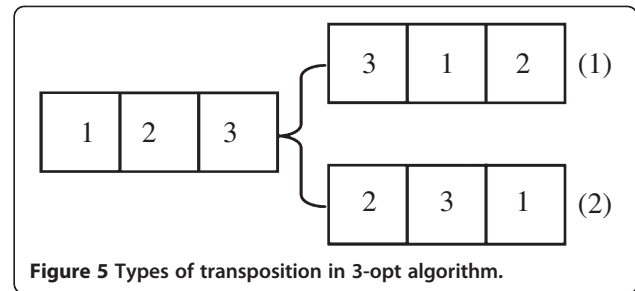 3 1 2 (1)
1 2 3
2 3 1 (2)
Figure 5 Types of transposition in 3-opt algorithm.